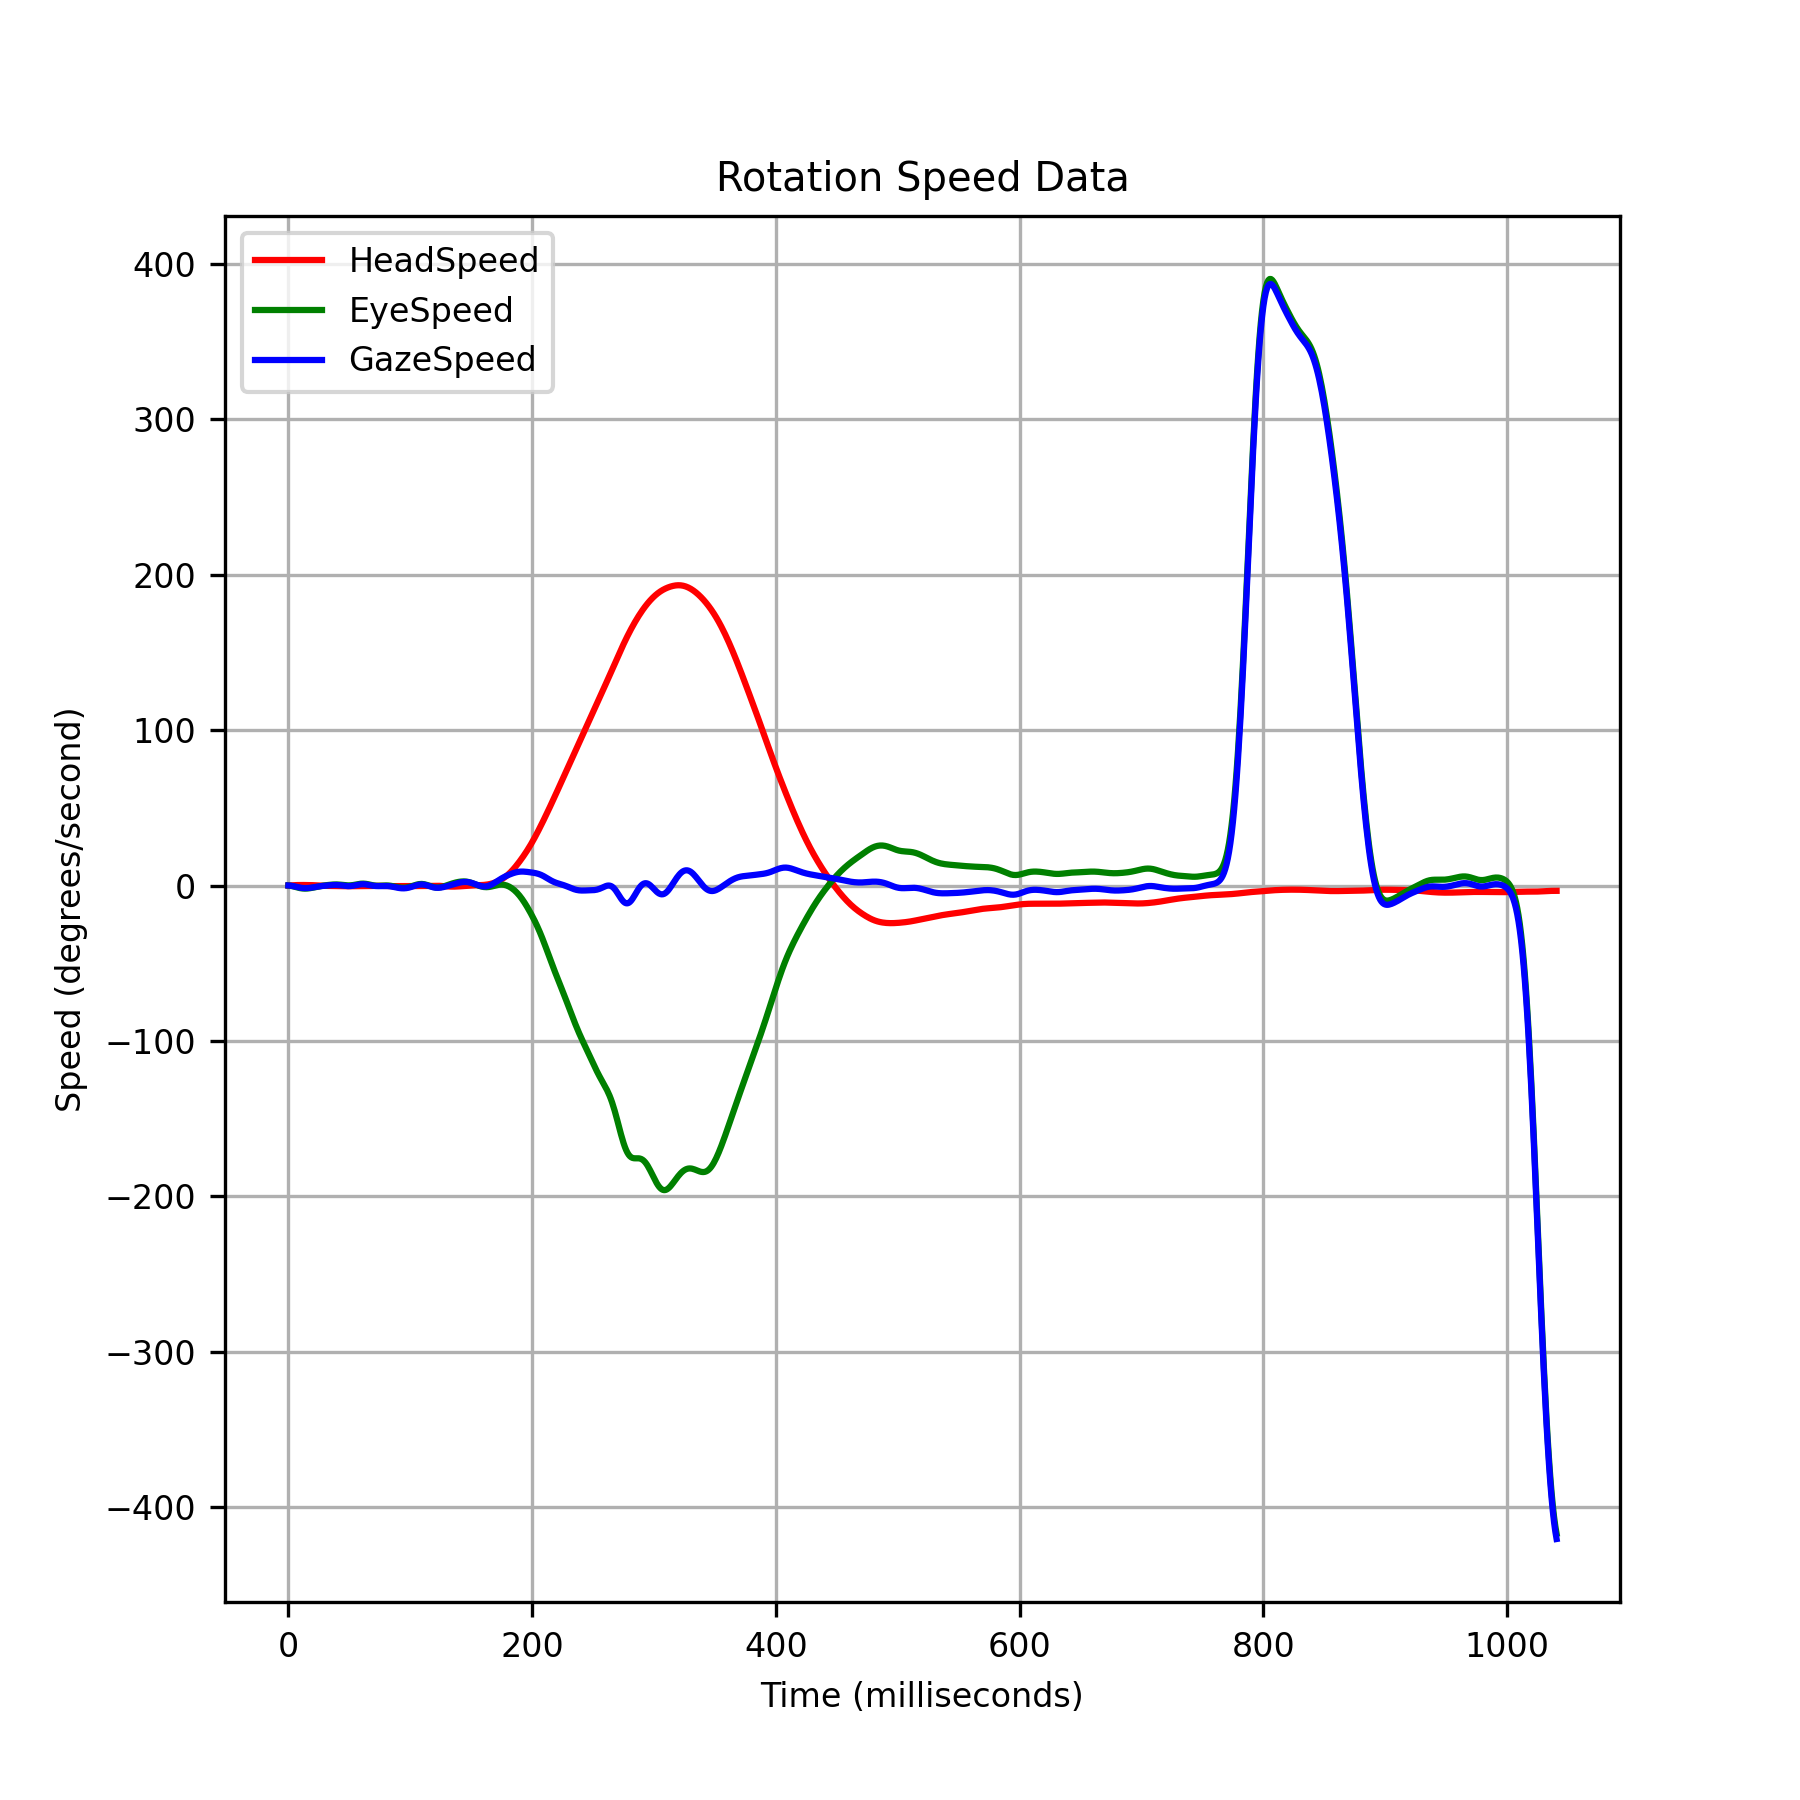 Rotation Speed Data
HeadSpeed
EyeSpeed
GazeSpeed
400
300
200
100
0
−100
−200
−300
−400
Speed (degrees/second)
0 200 400 600 800 1000
Time (milliseconds)